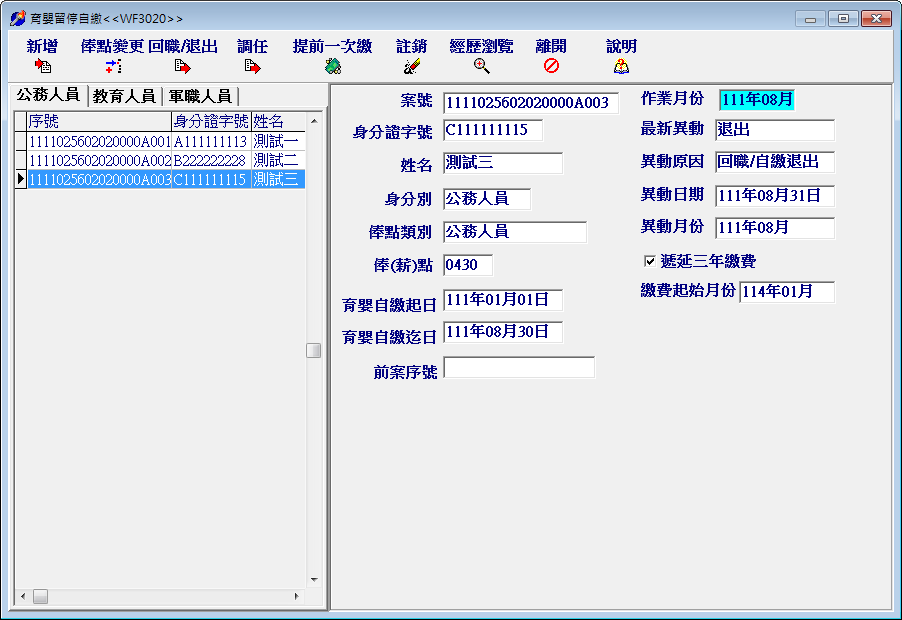 育嬰留停自繳<<WF3020>>
新增 俸點變更 回職/退出 調任 提前一次繳 註銷 經歷瀏覽 離開 說明
公務人員 教育人員 軍職人員
序號 身分證字號 姓名
1111025602020000A001 A111111113 測試一
1111025602020000A002 B222222228 測試二
1111025602020000A003 C111111115 測試三
案號 1111025602020000A003
身分證字號 C111111115
姓名 測試三
身分別 公務人員
俸點類別 公務人員
俸(薪)點 0430
育嬰自繳起日 111年01月01日
育嬰自繳迄日 111年08月30日
前案序號
作業月份 111年08月
最新異動 退出
異動原因 回職/自繳退出
異動日期 111年08月31日
異動月份 111年08月
遞延三年繳費
繳費起始月份 114年01月